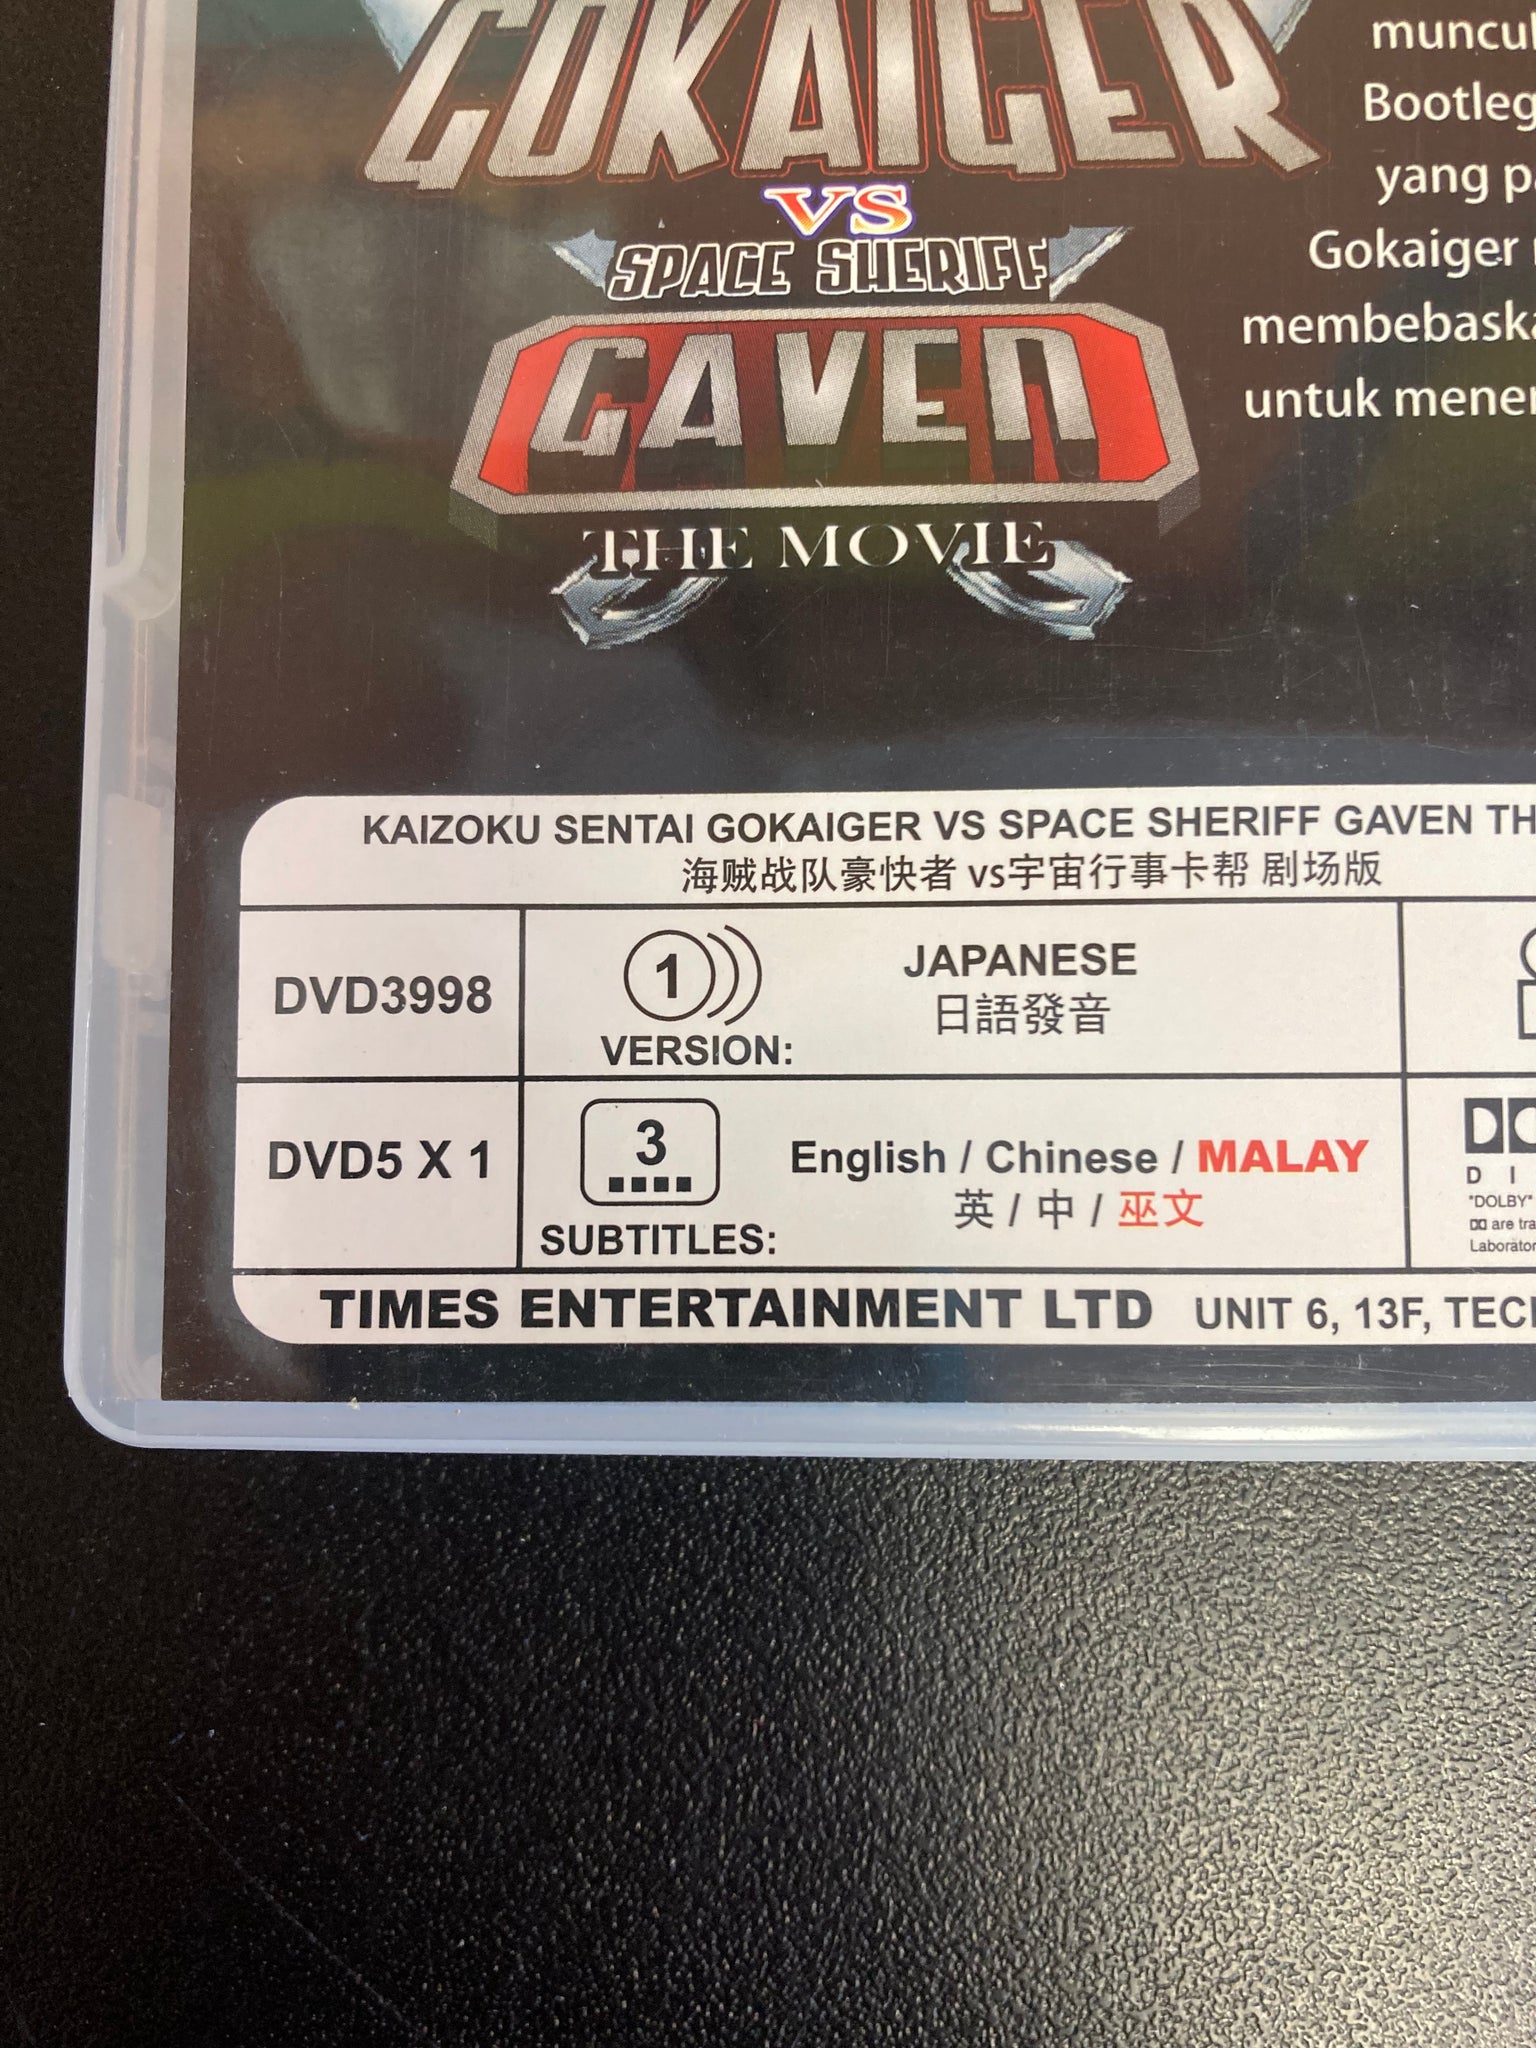 GOKAIGER
VS
SPACE SHERIFF
GAVEN
THE MOVIE
Bootleg
yang
Gokaiger
untuk
KAIZOKU SENTAI GOKAIGER VS SPACE SHERIFF GAVEN
海贼战队豪快者 vs宇宙行事卡帮 剧场版
DVD3998
1
VERSION:
JAPANESE
日語發音
DVD5 X 1
3
SUBTITLES:
English / Chinese / MALAY
英 / 中 / 巫文
"DOLBY"
are
TIMES ENTERTAINMENT LTD UNIT 6, 13F,